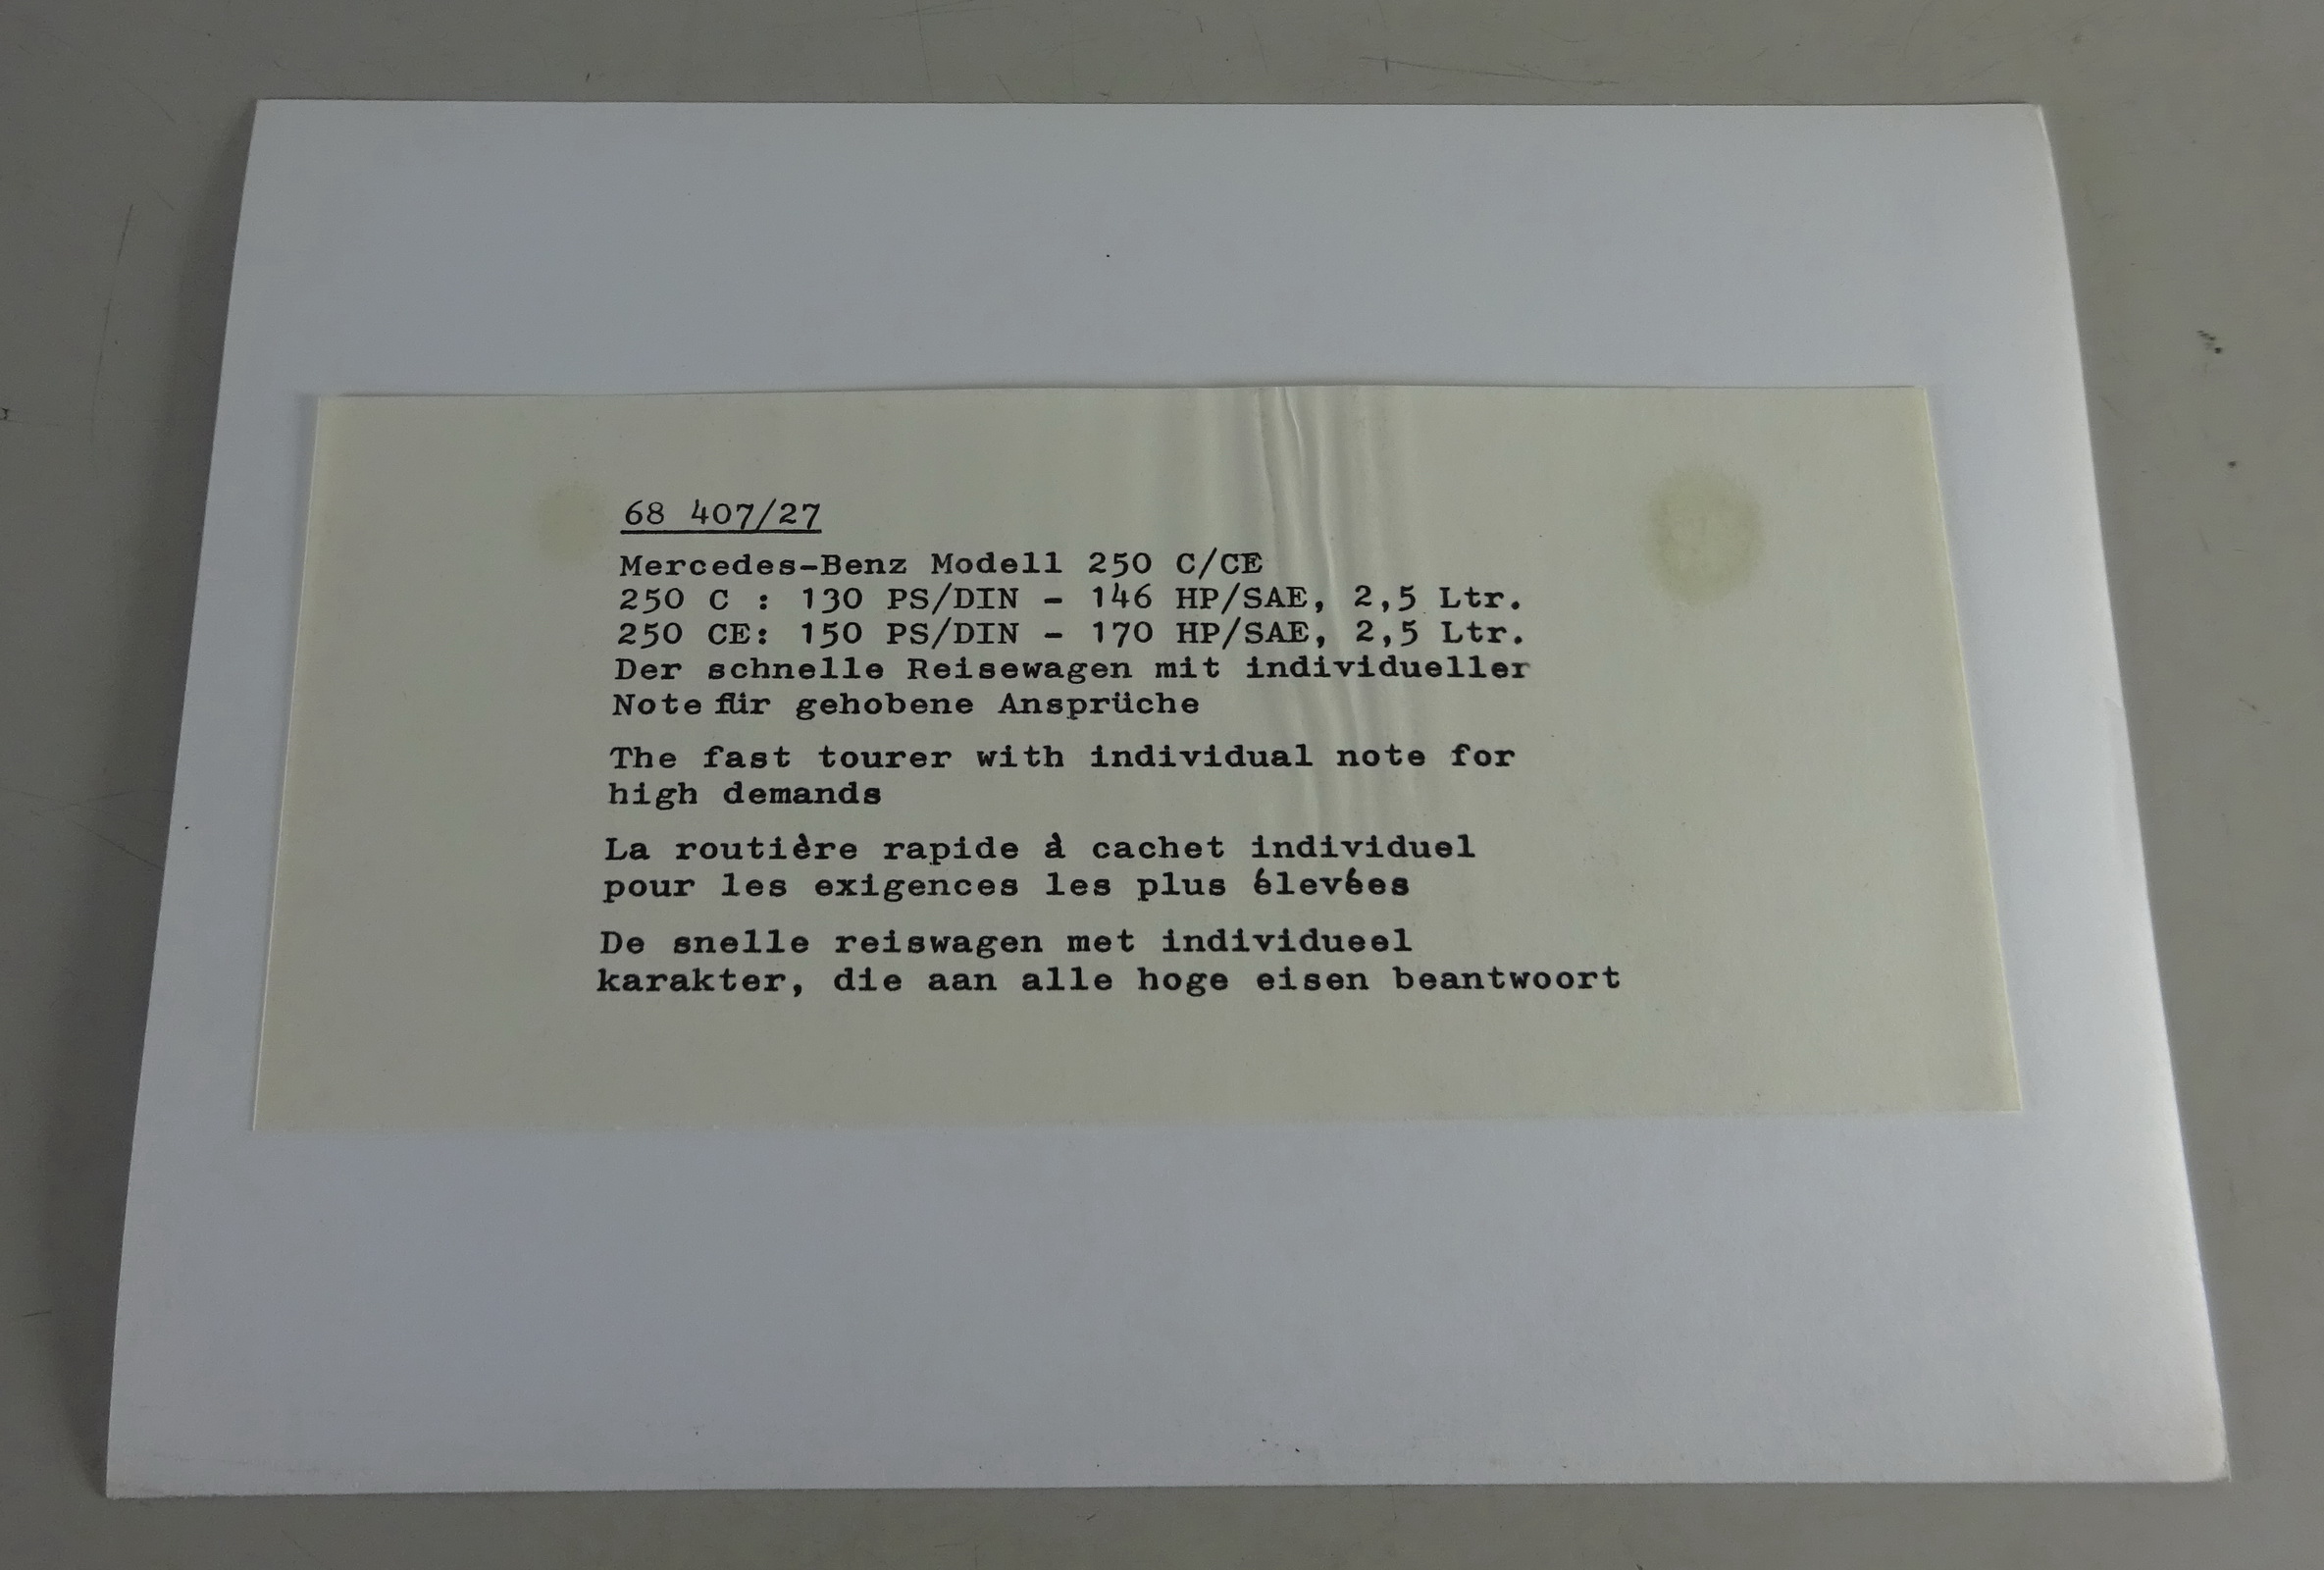 68 407/27
Mercedes-Benz Modell 250 C/CE
250 C : 130 PS/DIN - 146 HP/SAE, 2,5 Ltr.
250 CE: 150 PS/DIN - 170 HP/SAE, 2,5 Ltr.
Der schnelle Reisewagen mit individueller
Note für gehobene Ansprüche
The fast tourer with individual note for
high demands
La routière rapide à cachet individuel
pour les exigences les plus élevées
De snelle reiswagen met individueel
karakter, die aan alle hoge eisen beantwoort